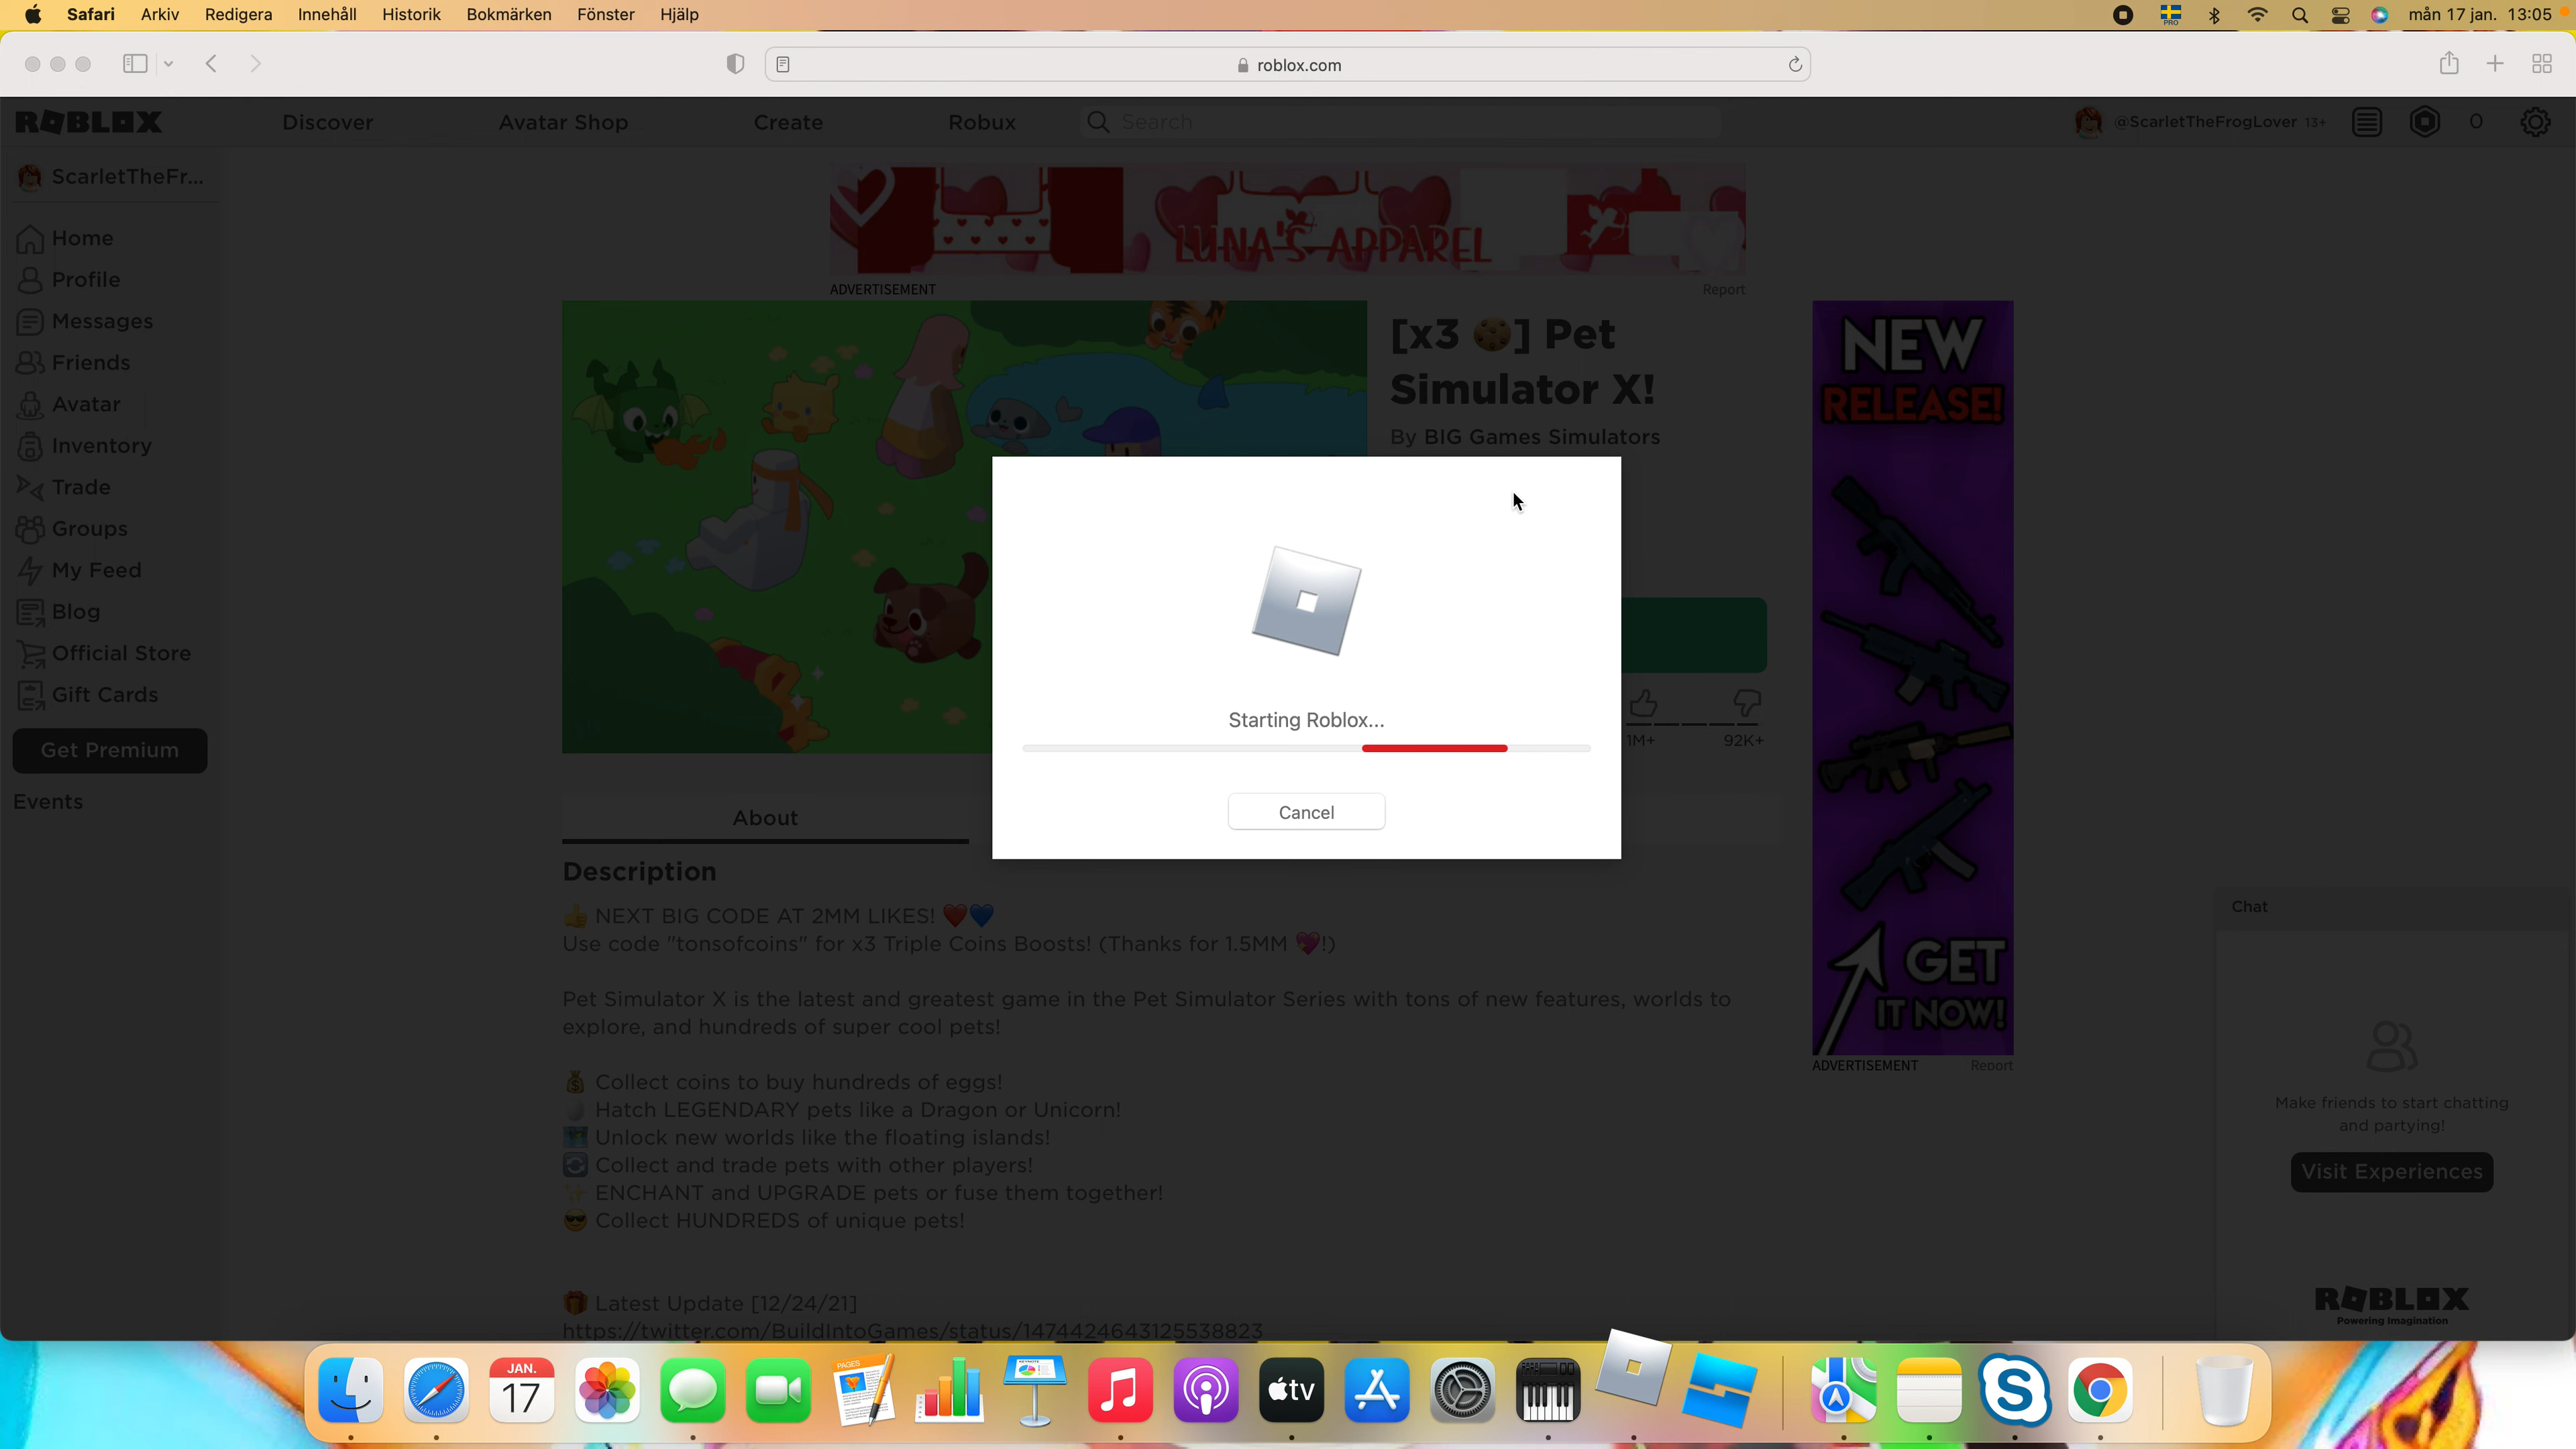 Safari Arkiv Redigera Innehåll Historik Bokmärken Fönster Hjälp PRO mån 17 jan. 13:05
roblox.com
ROBLOX Discover Avatar Shop Create Robux Search @ScarletTheFrogLover 13+ 0
ScarletTheFr...
Home
Profile
Messages
Friends
Avatar
Inventory
Trade
Groups
My Feed
Blog
Official Store
Gift Cards
Get Premium
Events
LUNA'S APPAREL
ADVERTISEMENT Report
[x3 🍪] Pet
Simulator X!
By BIG Games Simulators
1M+ 92K+
Starting Roblox...
Cancel
About
Description
👍 NEXT BIG CODE AT 2MM LIKES! ❤️💙
Use code "tonsofcoins" for x3 Triple Coins Boosts! (Thanks for 1.5MM 💖!)
Pet Simulator X is the latest and greatest game in the Pet Simulator Series with tons of new features, worlds to
explore, and hundreds of super cool pets!
💰 Collect coins to buy hundreds of eggs!
🥚 Hatch LEGENDARY pets like a Dragon or Unicorn!
🏝️ Unlock new worlds like the floating islands!
🔄 Collect and trade pets with other players!
✨ ENCHANT and UPGRADE pets or fuse them together!
😎 Collect HUNDREDS of unique pets!
🎁 Latest Update [12/24/21]
https://twitter.com/BuildIntoGames/status/1474424643125538823
NEW
RELEASE!
GET
IT NOW!
ADVERTISEMENT Report
Chat
Make friends to start chatting
and partying!
Visit Experiences
ROBLOX
Powering Imagination
JAN.
17
PAGES
KEYNOTE
tv
S